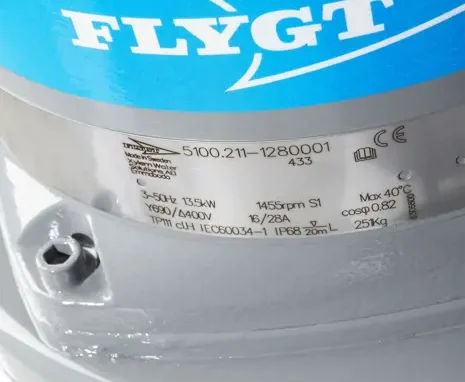 FLYGT
5100.211-1280001
433
Made in Sweden
Xylem Water
Solutions AB
Emmaboda
3~50Hz 13.5kW 1455rpm S1 Max 40°C
Y690/Δ400V 16/28A cosφ 0.82
TP111 IEC60034-1 IP68 20m L 251Kg
CE